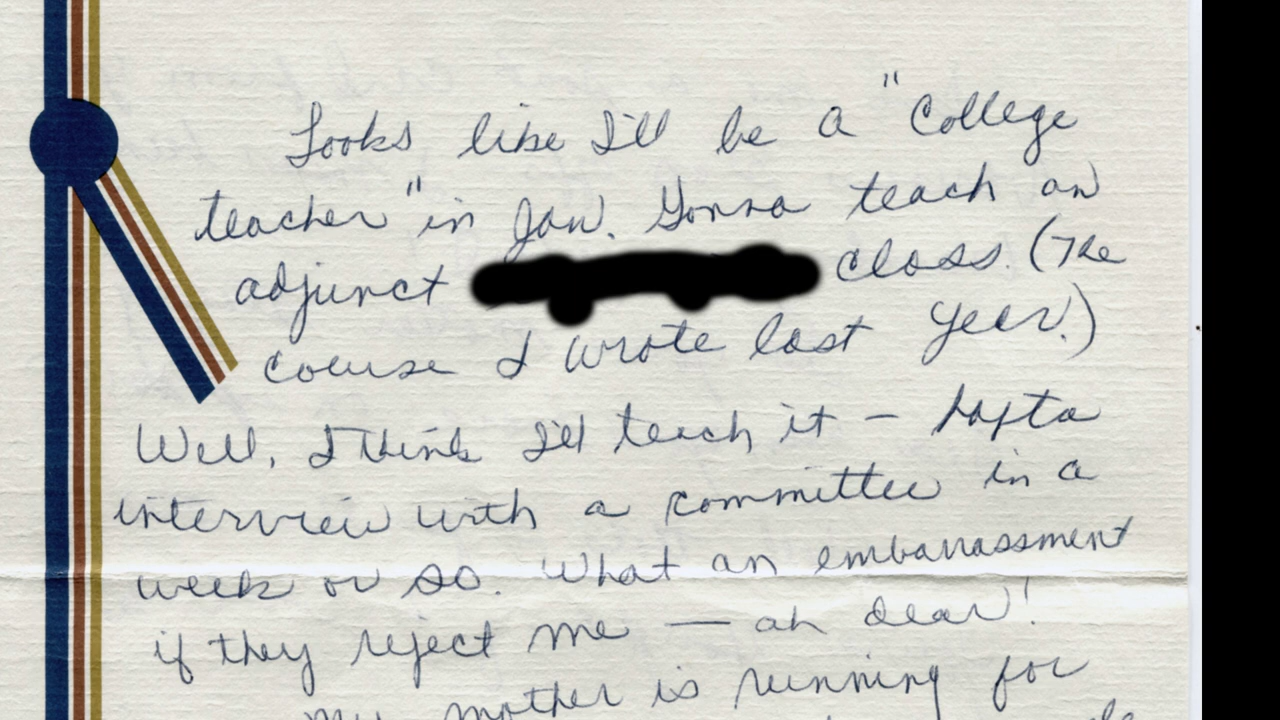 Looks like I'll be a "College
teacher" in Jan. Gonna teach an
adjunct class. (The
course I wrote last year.)
Well, I think I'll teach it — hafta
interview with a committee in a
week or so. What an embarrassment
if they reject me — ah dear!
My mother is running for